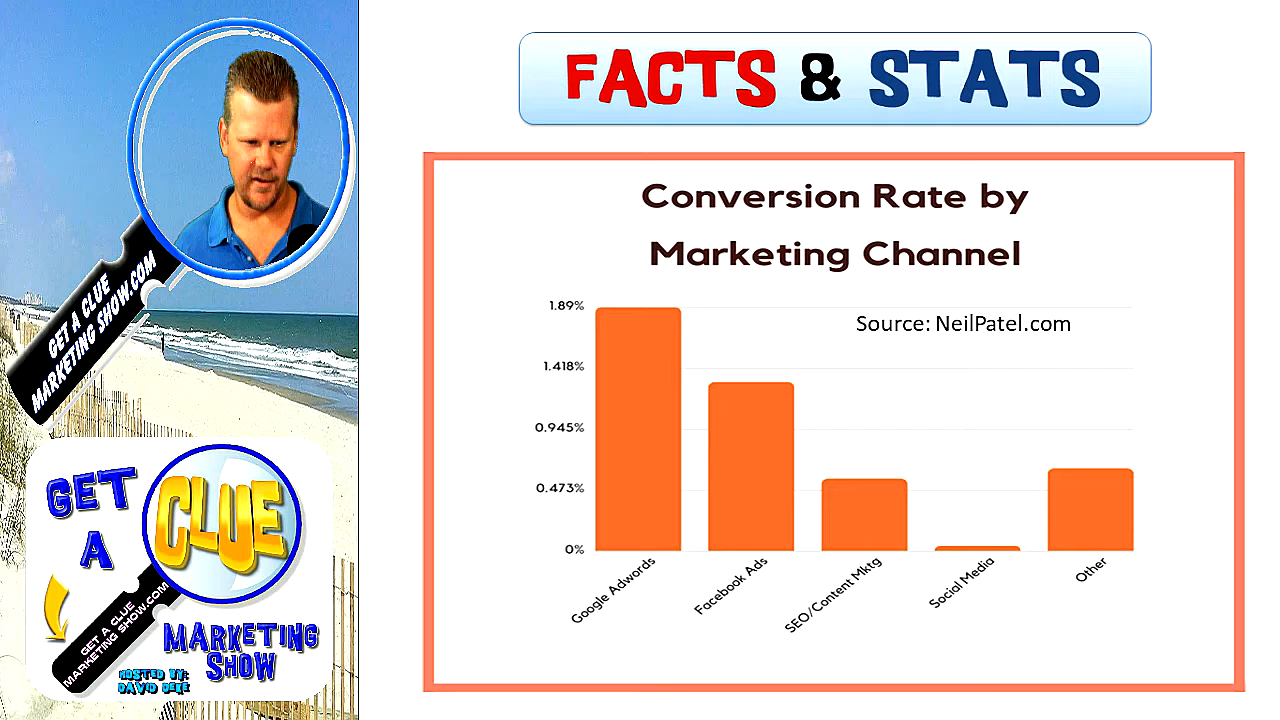 FACTS & STATS
Conversion Rate by
Marketing Channel
Source: NeilPatel.com
1.89%
1.418%
0.945%
0.473%
0%
Google Adwords
Facebook Ads
SEO/Content Mktg
Social Media
Other
GET A CLUE
MARKETING SHOW.COM
GET
A
CLUE
GET A CLUE
MARKETING SHOW.COM
MARKETING
SHOW
HOSTED BY:
DAVID DEKE